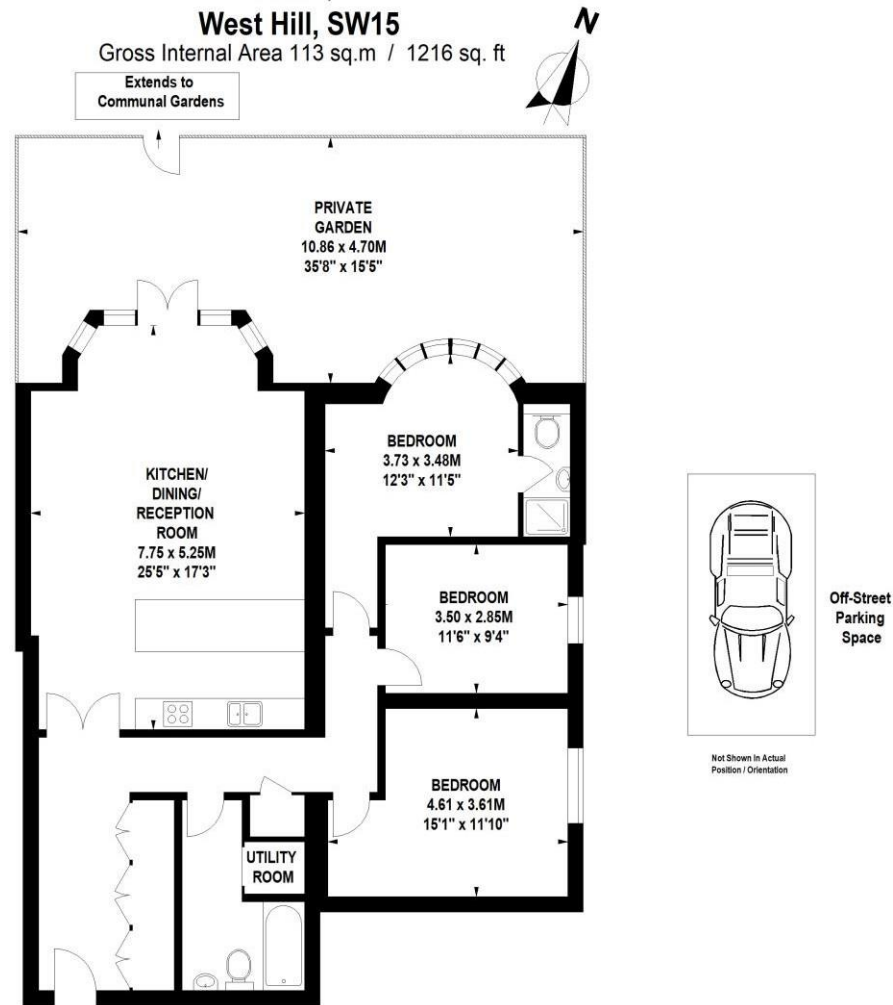 West Hill, SW15
Gross Internal Area 113 sq.m / 1216 sq. ft
N
Extends to
Communal Gardens
PRIVATE
GARDEN
10.86 x 4.70M
35'8" x 15'5"
KITCHEN/
DINING/
RECEPTION
ROOM
7.75 x 5.25M
25'5" x 17'3"
BEDROOM
3.73 x 3.48M
12'3" x 11'5"
BEDROOM
3.50 x 2.85M
11'6" x 9'4"
BEDROOM
4.61 x 3.61M
15'1" x 11'10"
UTILITY
ROOM
Off-Street
Parking
Space
Not Shown In Actual
Position / Orientation